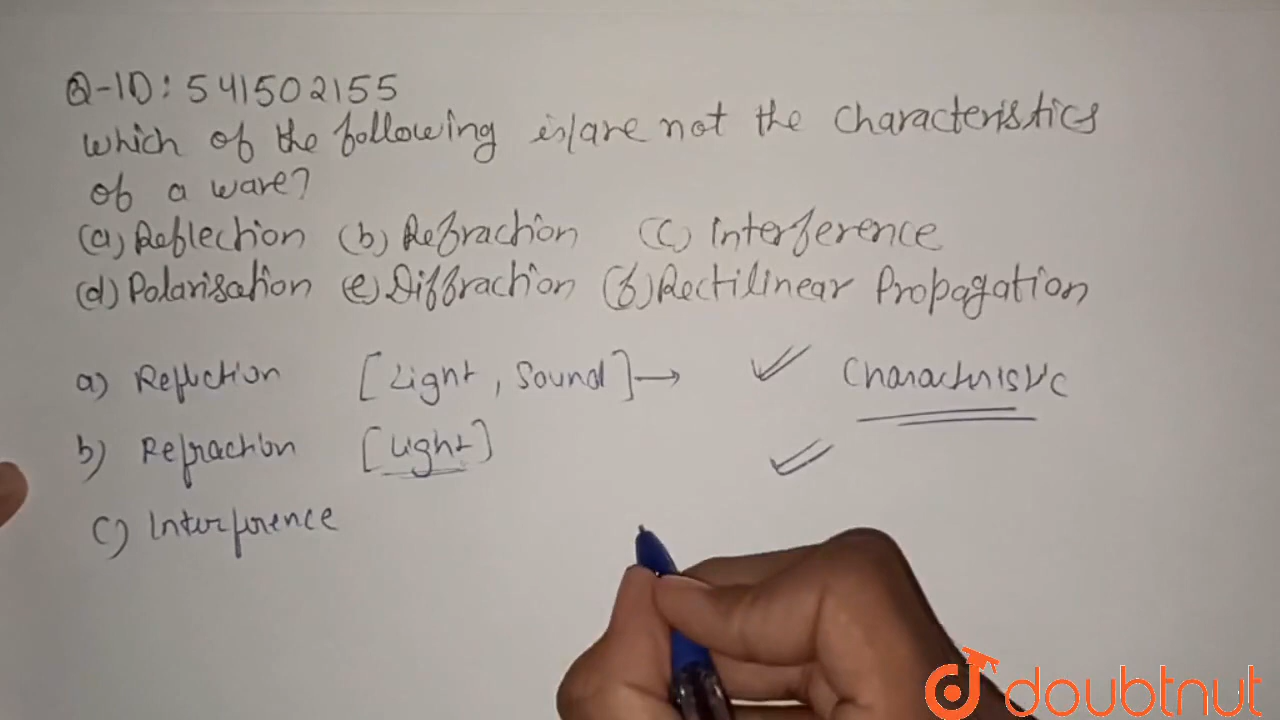 Q-ID: 541502155
which of the following is/are not the characteristics
of a wave?
(a) Reflection (b) Refraction (c) Interference
(d) Polarisation (e) Diffraction (f) Rectilinear Propagation
a) Reflection [Light, Sound] → ✓ Characteristic
b) Refraction [Light] ✓
c) Interference
doubtnut